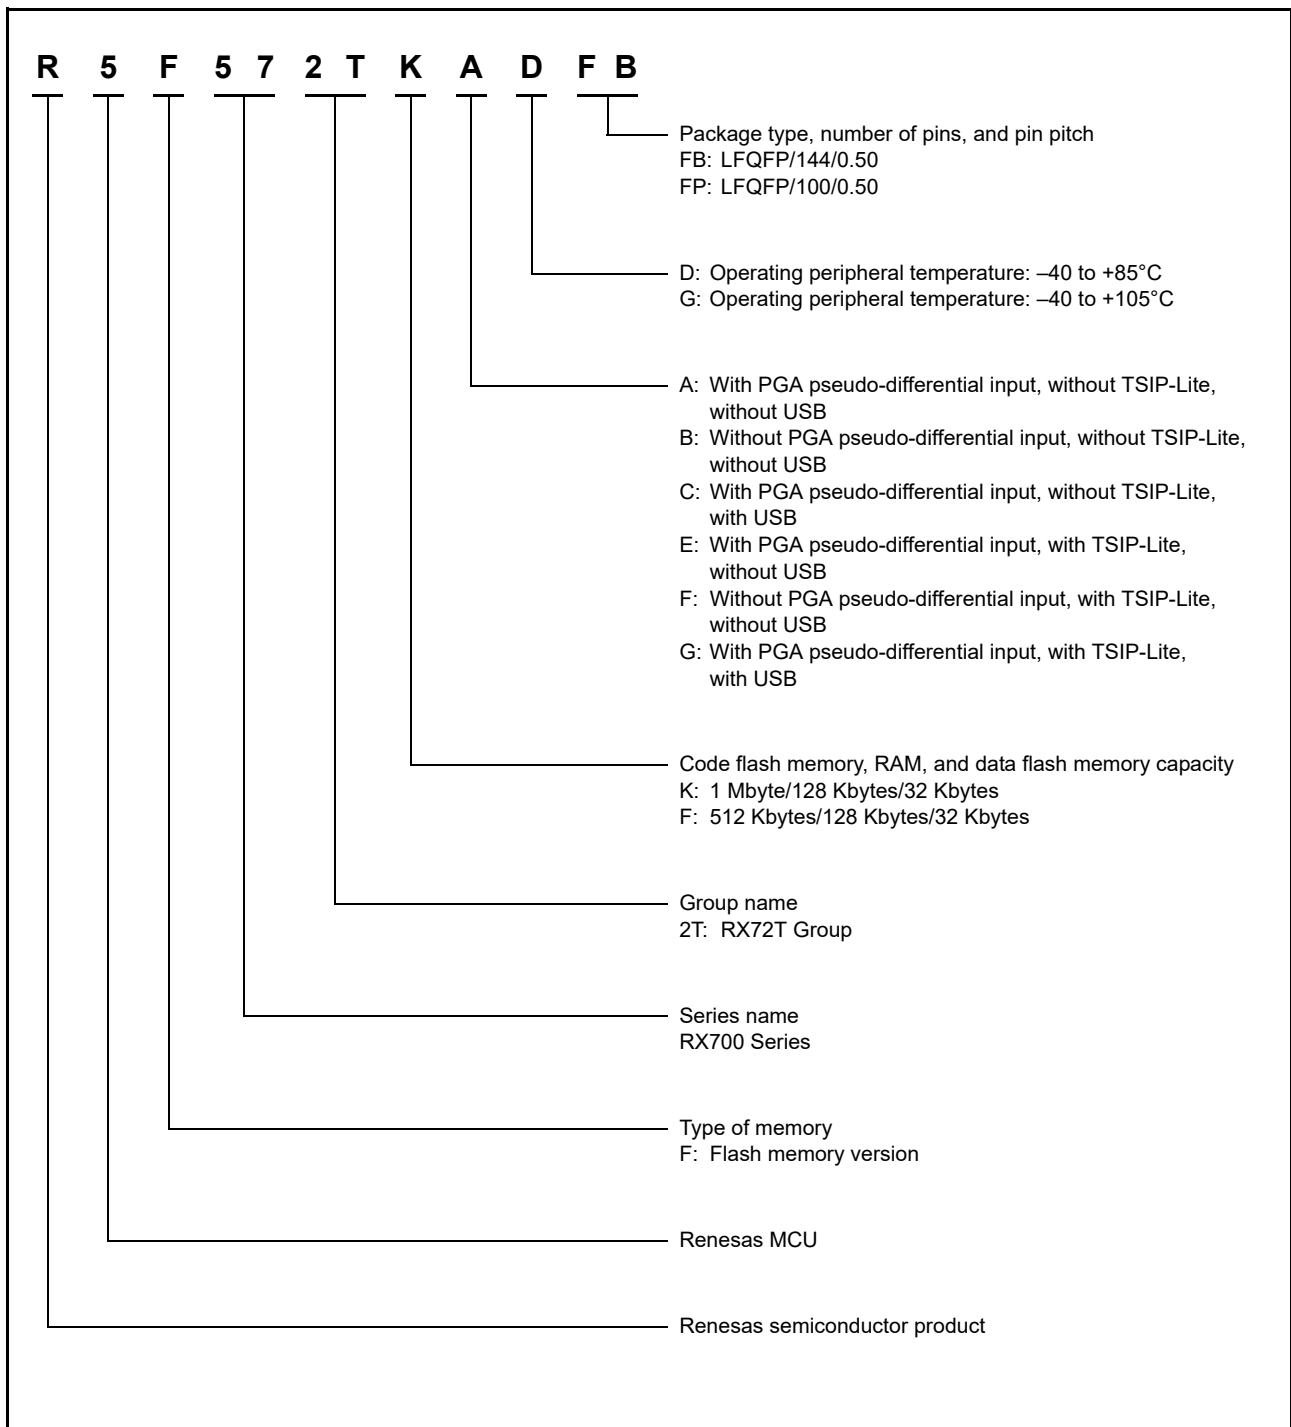 R 5 F 5 7 2 T K A D F B
Package type, number of pins, and pin pitch
FB: LFQFP/144/0.50
FP: LFQFP/100/0.50
D: Operating peripheral temperature: –40 to +85°C
G: Operating peripheral temperature: –40 to +105°C
A: With PGA pseudo-differential input, without TSIP-Lite,
without USB
B: Without PGA pseudo-differential input, without TSIP-Lite,
without USB
C: With PGA pseudo-differential input, without TSIP-Lite,
with USB
E: With PGA pseudo-differential input, with TSIP-Lite,
without USB
F: Without PGA pseudo-differential input, with TSIP-Lite,
without USB
G: With PGA pseudo-differential input, with TSIP-Lite,
with USB
Code flash memory, RAM, and data flash memory capacity
K: 1 Mbyte/128 Kbytes/32 Kbytes
F: 512 Kbytes/128 Kbytes/32 Kbytes
Group name
2T: RX72T Group
Series name
RX700 Series
Type of memory
F: Flash memory version
Renesas MCU
Renesas semiconductor product